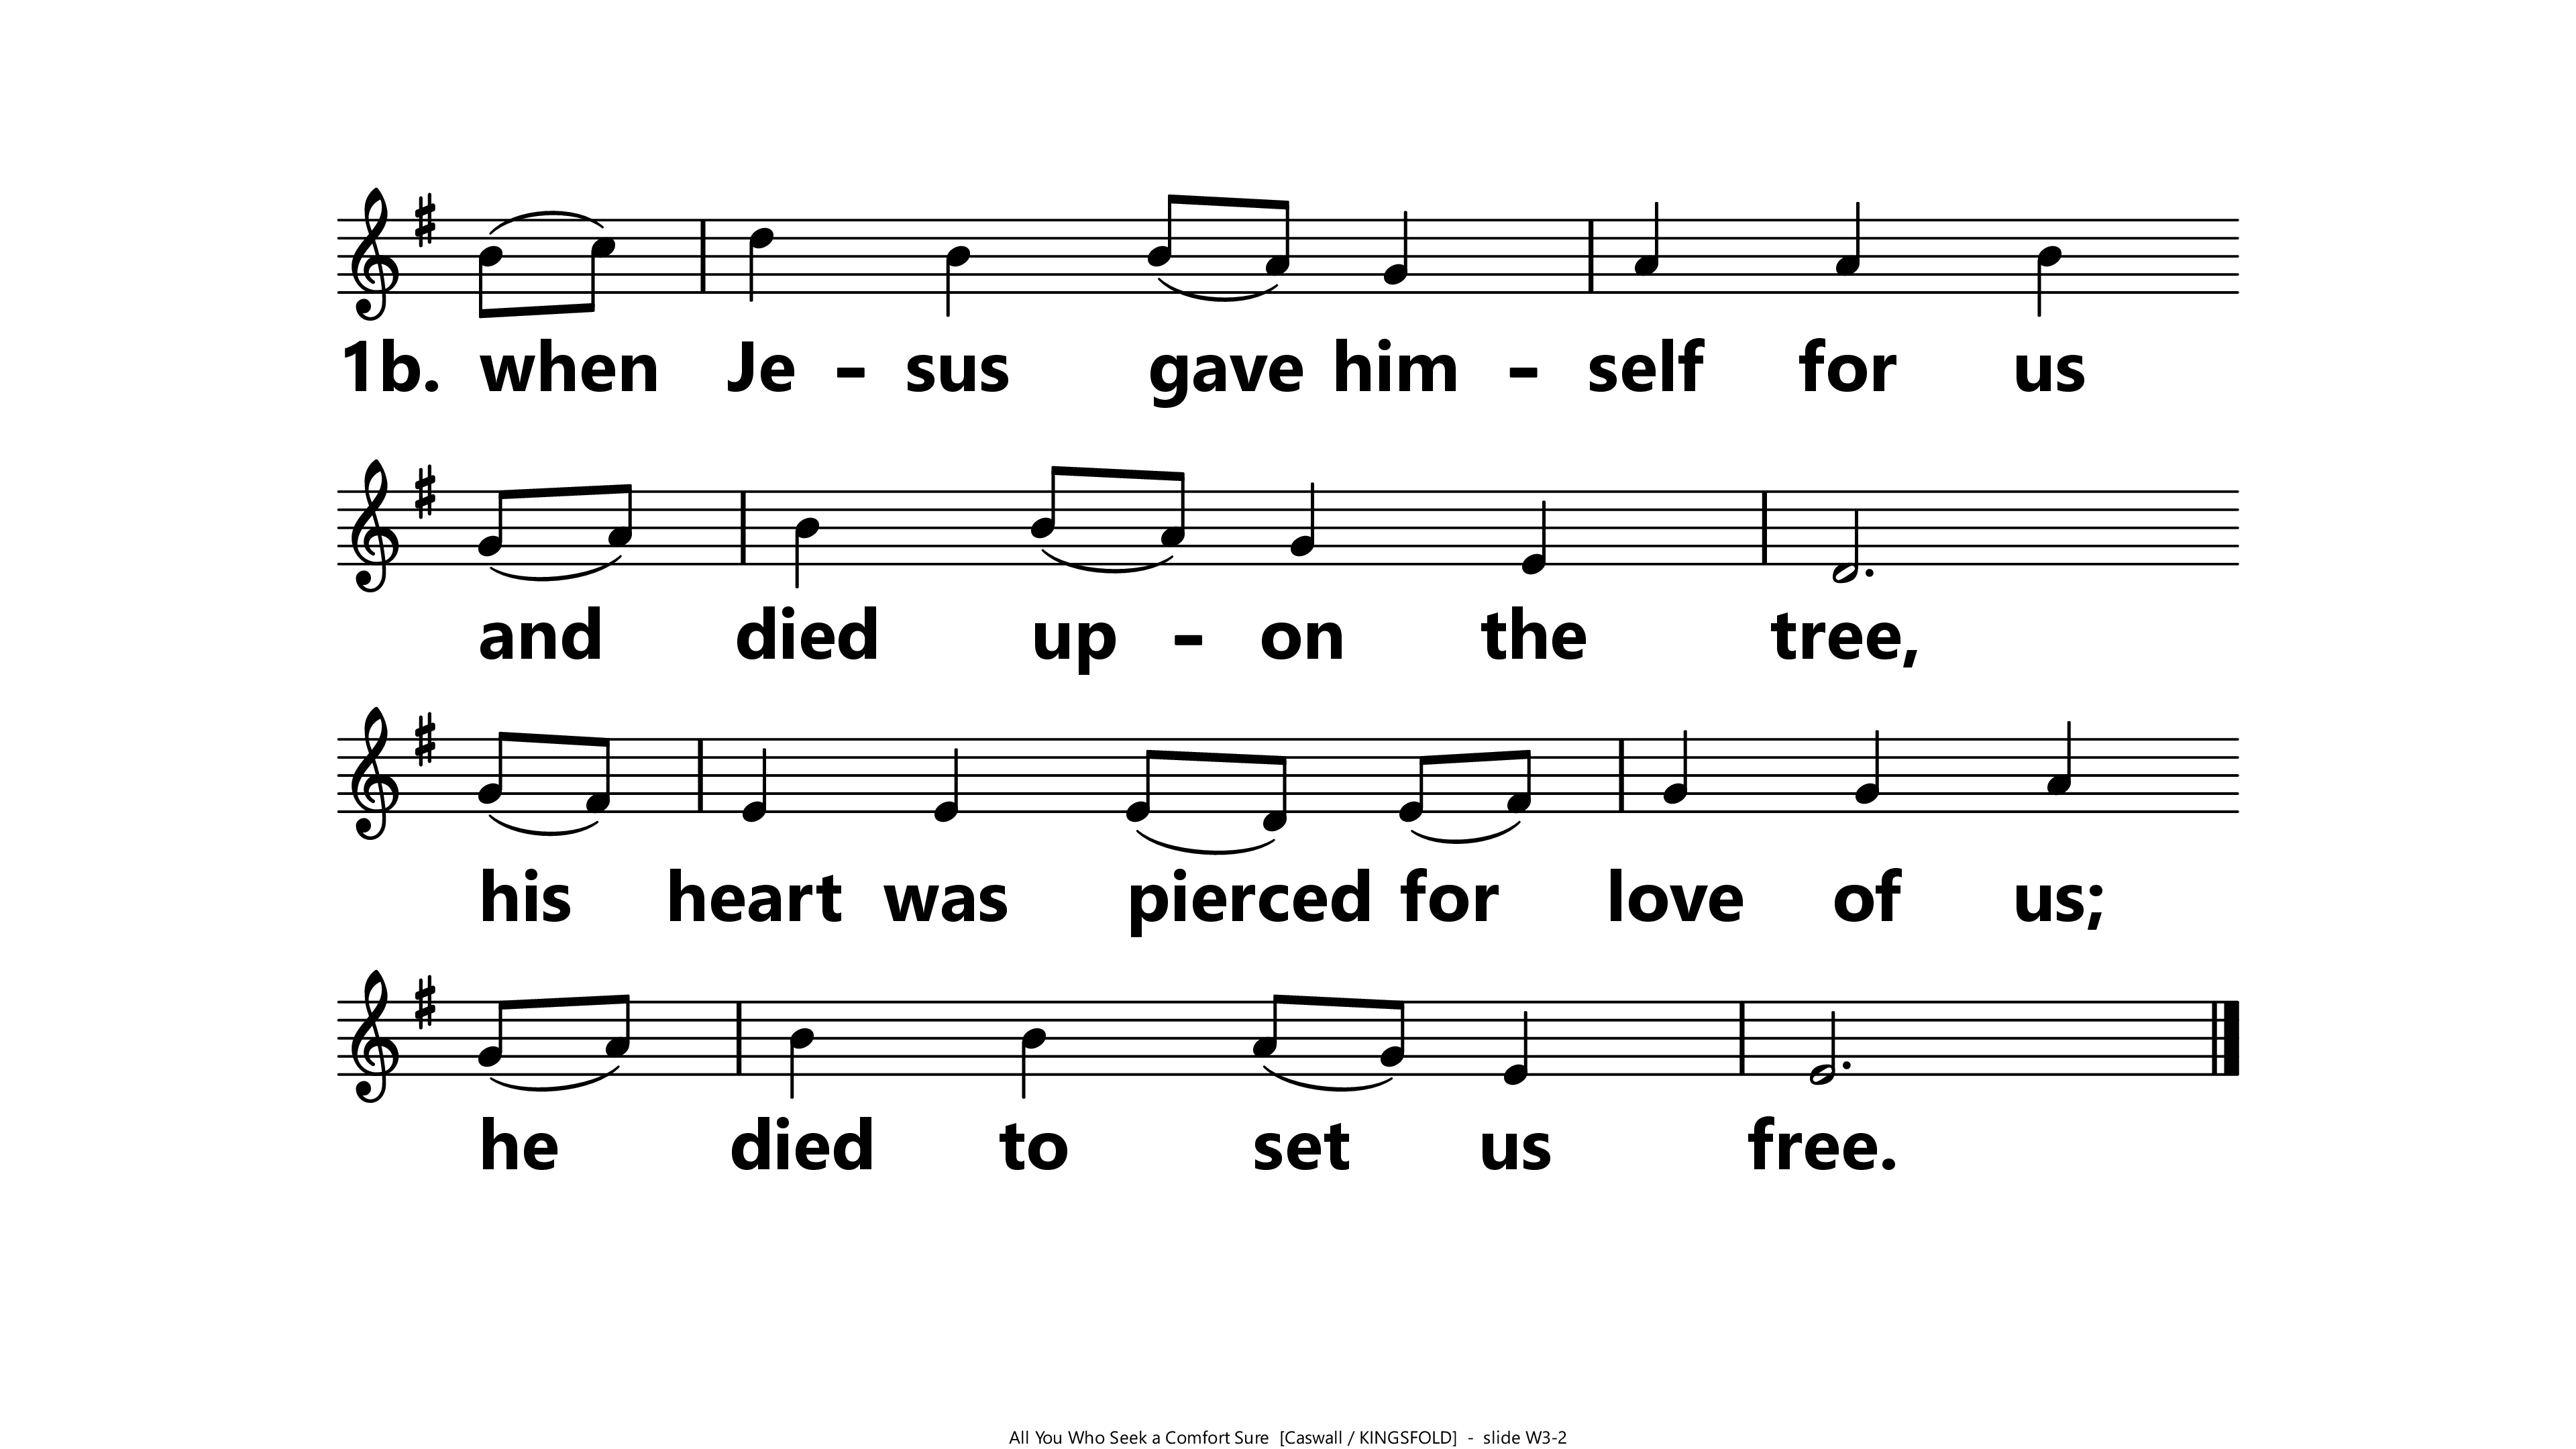 1b. when Je - sus gave him - self for us
and died up - on the tree,
his heart was pierced for love of us;
he died to set us free.
All You Who Seek a Comfort Sure [Caswall / KINGSFOLD] - slide W3-2